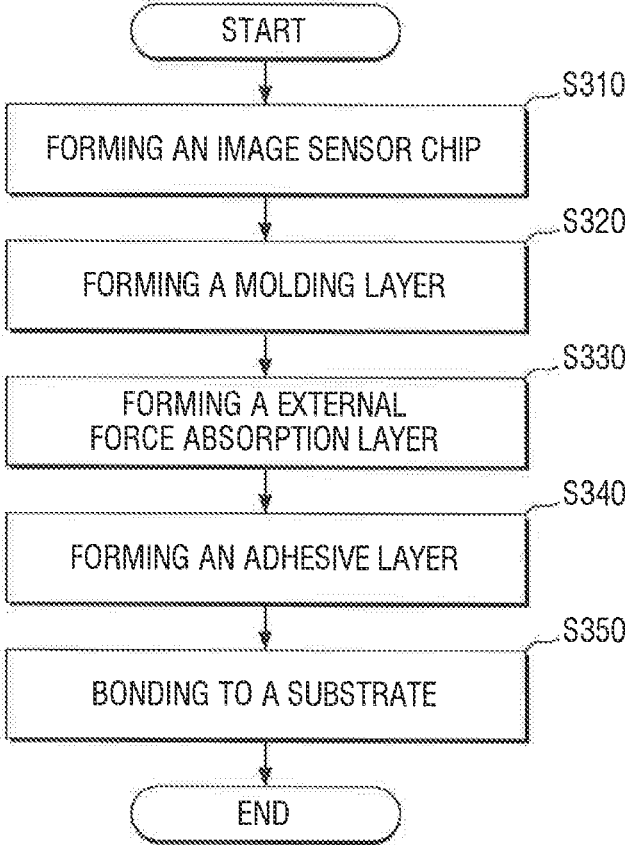 START
S310
FORMING AN IMAGE SENSOR CHIP
S320
FORMING A MOLDING LAYER
S330
FORMING A EXTERNAL
FORCE ABSORPTION LAYER
S340
FORMING AN ADHESIVE LAYER
S350
BONDING TO A SUBSTRATE
END